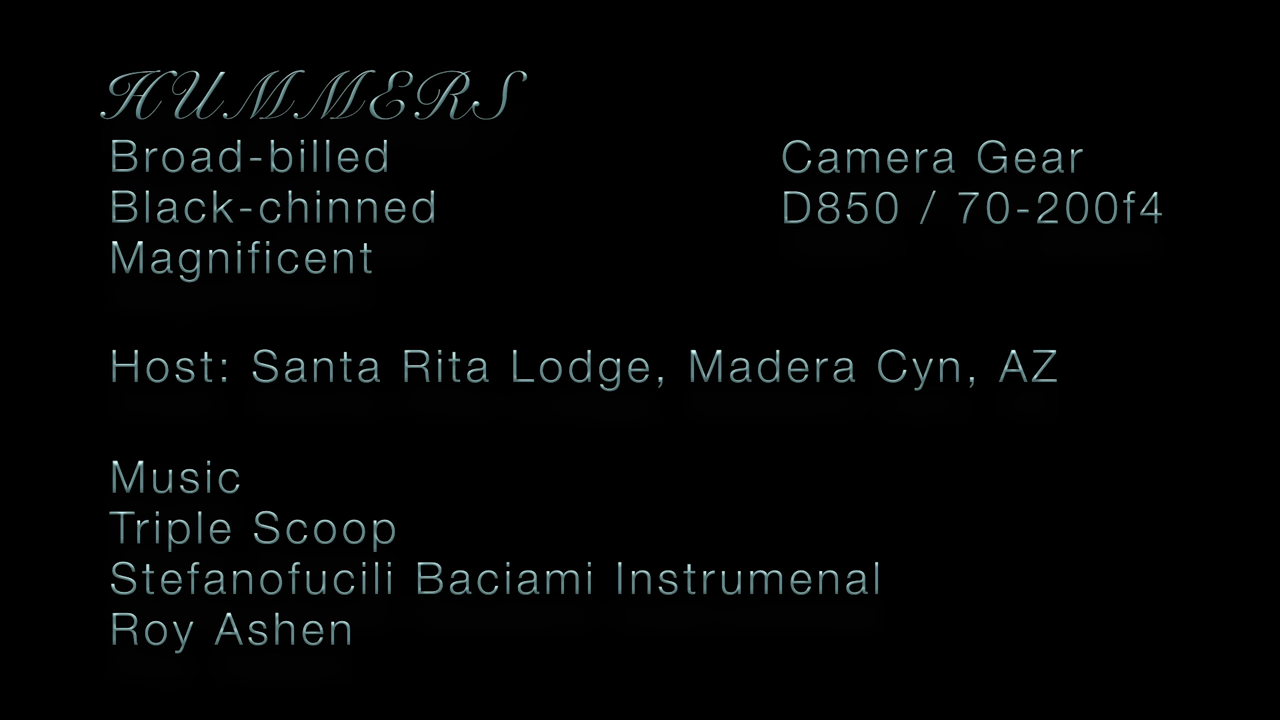 HUMMERS
Broad-billed
Black-chinned
Magnificent
Camera Gear
D850 / 70-200f4
Host: Santa Rita Lodge, Madera Cyn, AZ
Music
Triple Scoop
Stefanofucili Baciami Instrumenal
Roy Ashen